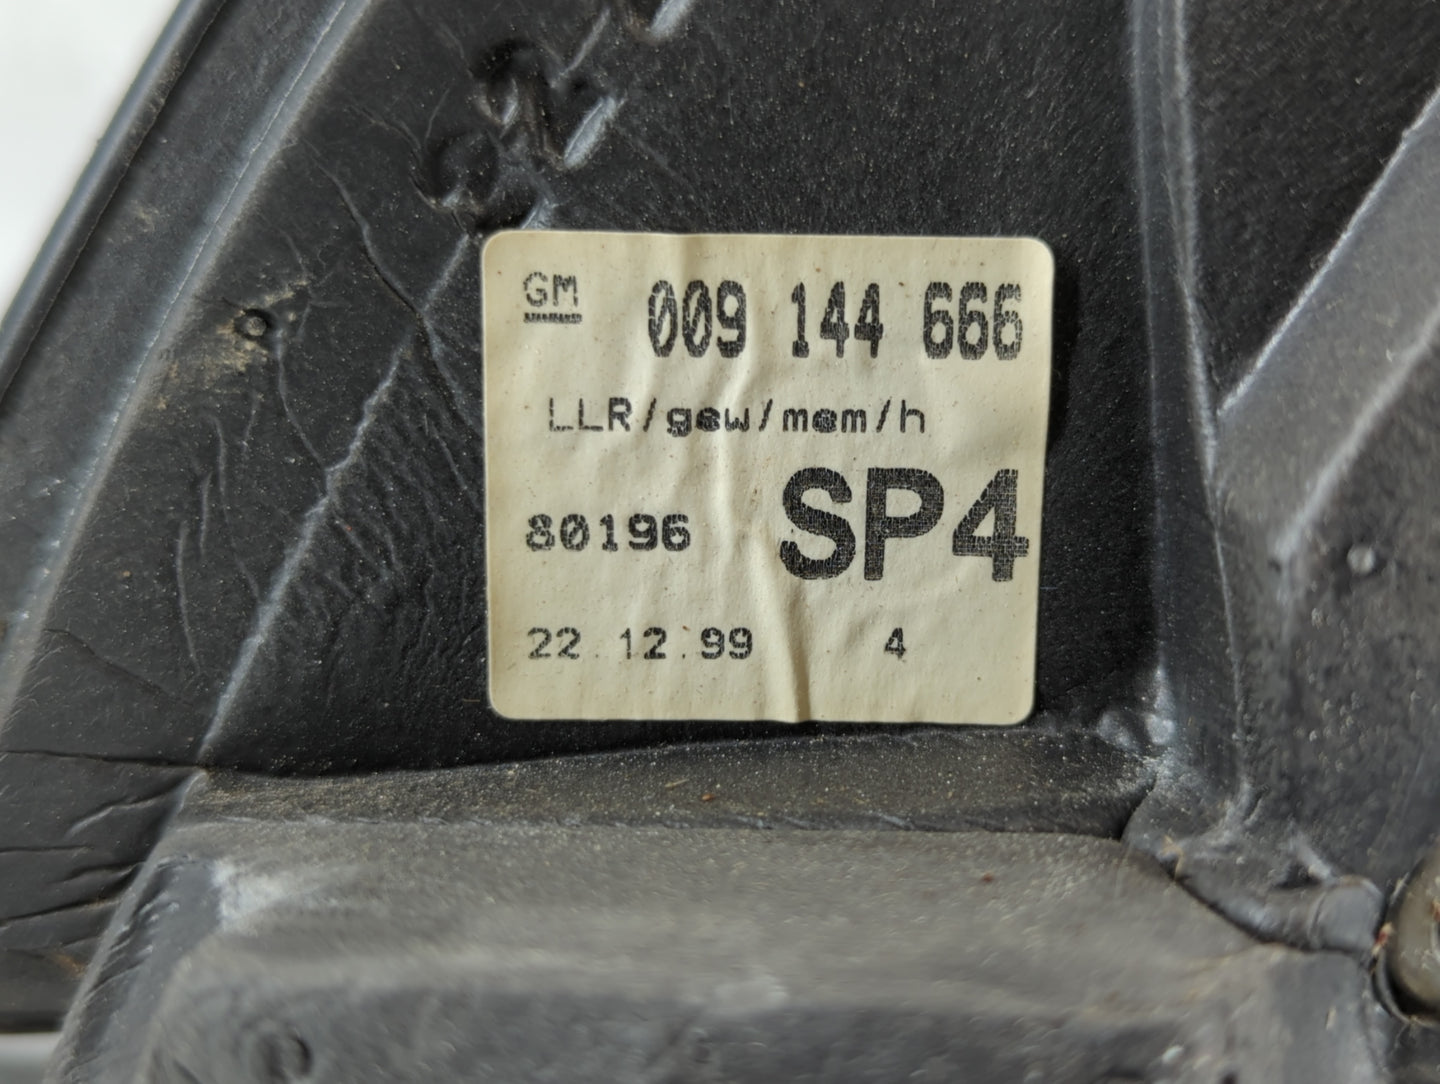 GM 009 144 666
LLR/gew/mem/h
80196 SP4
22.12.99 4